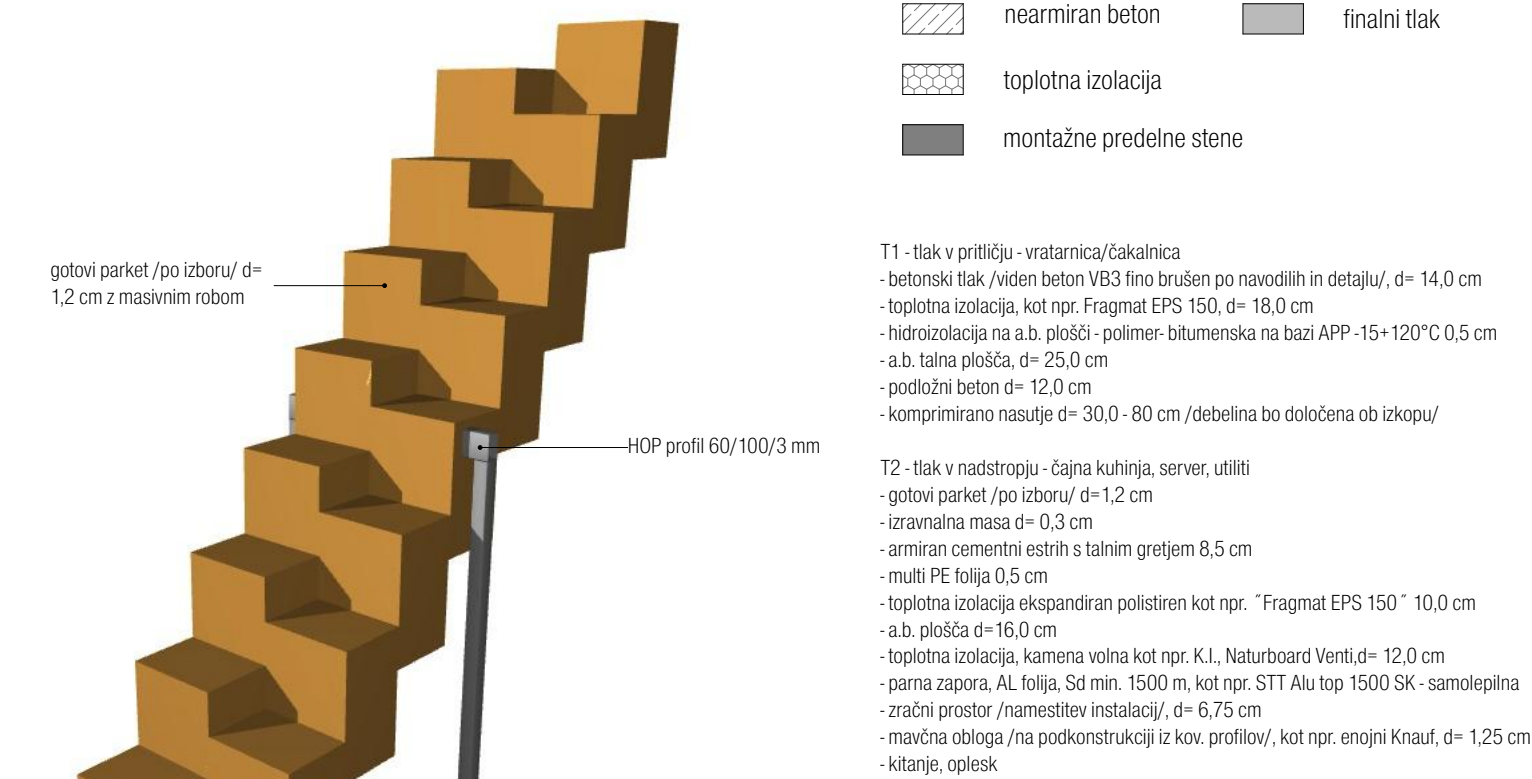 nearmiran beton
finalni tlak
toplotna izolacija
montažne predelne stene
gotovi parket /po izboru/ d=
1,2 cm z masivnim robom
HOP profil 60/100/3 mm
T1 - tlak v pritličju - vratarnica/čakalnica
- betonski tlak /viden beton VB3 fino brušen po navodilih in detajlu/, d= 14,0 cm
- toplotna izolacija, kot npr. Fragmat EPS 150, d= 18,0 cm
- hidroizolacija na a.b. plošči - polimer- bitumenska na bazi APP -15+120°C 0,5 cm
- a.b. talna plošča, d= 25,0 cm
- podložni beton d= 12,0 cm
- komprimirano nasutje d= 30,0 - 80 cm /debelina bo določena ob izkopu/
T2 - tlak v nadstropju - čajna kuhinja, server, utiliti
- gotovi parket /po izboru/ d=1,2 cm
- izravnalna masa d= 0,3 cm
- armiran cementni estrih s talnim gretjem 8,5 cm
- multi PE folija 0,5 cm
- toplotna izolacija ekspandiran polistiren kot npr. ˝Fragmat EPS 150˝ 10,0 cm
- a.b. plošča d=16,0 cm
- toplotna izolacija, kamena volna kot npr. K.I., Naturboard Venti,d= 12,0 cm
- parna zapora, AL folija, Sd min. 1500 m, kot npr. STT Alu top 1500 SK - samolepilna
- zračni prostor /namestitev instalacij/, d= 6,75 cm
- mavčna obloga /na podkonstrukciji iz kov. profilov/, kot npr. enojni Knauf, d= 1,25 cm
- kitanje, oplesk